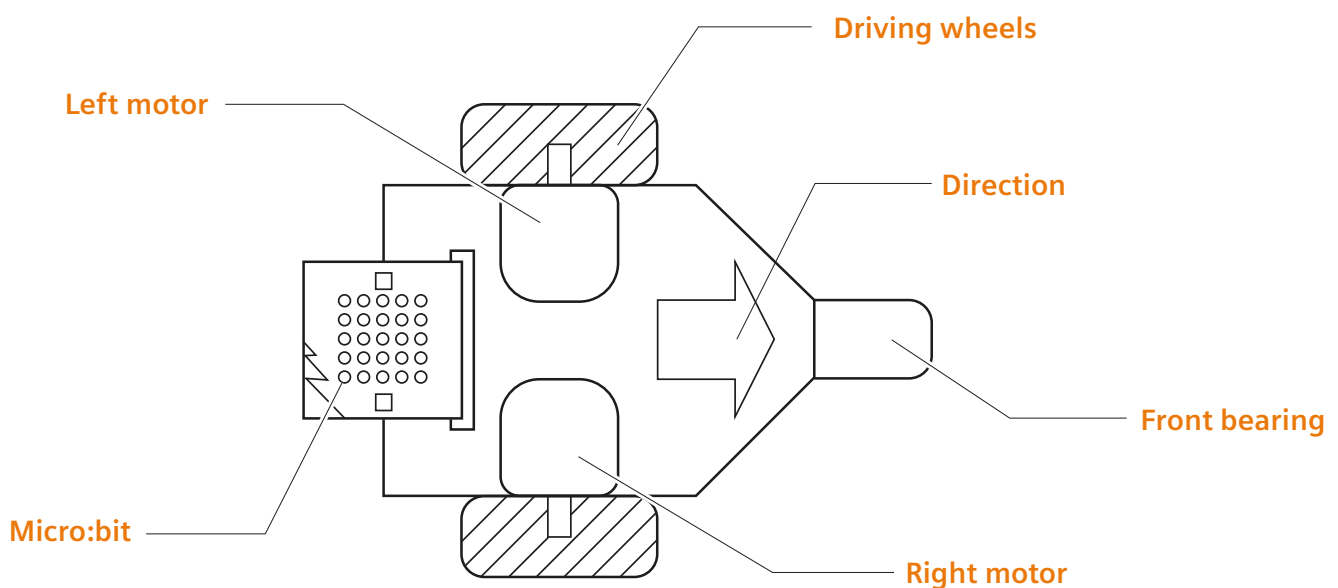 Driving wheels
Left motor
Direction
Front bearing
Micro:bit
Right motor